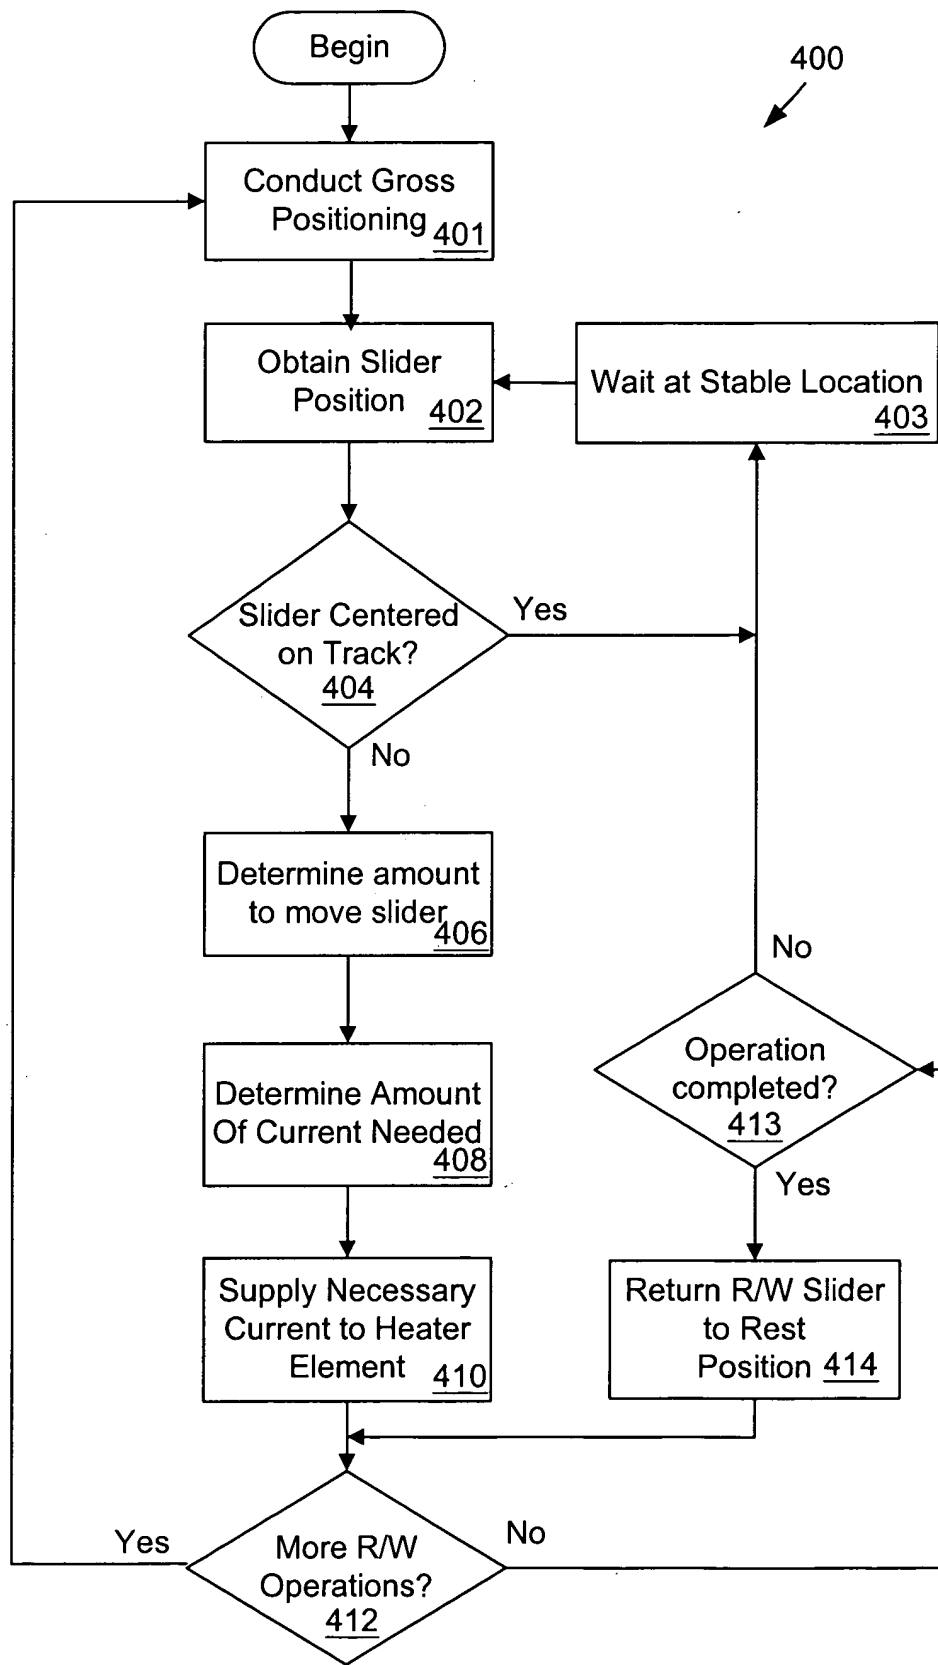 Begin
400
Conduct Gross
Positioning
401
Obtain Slider
Position
402
Wait at Stable Location
403
Slider Centered
on Track?
404
Yes
No
Determine amount
to move slider
406
No
Operation
completed?
413
Yes
Determine Amount
Of Current Needed
408
Supply Necessary
Current to Heater
Element
410
Return R/W Slider
to Rest
Position 414
Yes
More R/W
Operations?
412
No